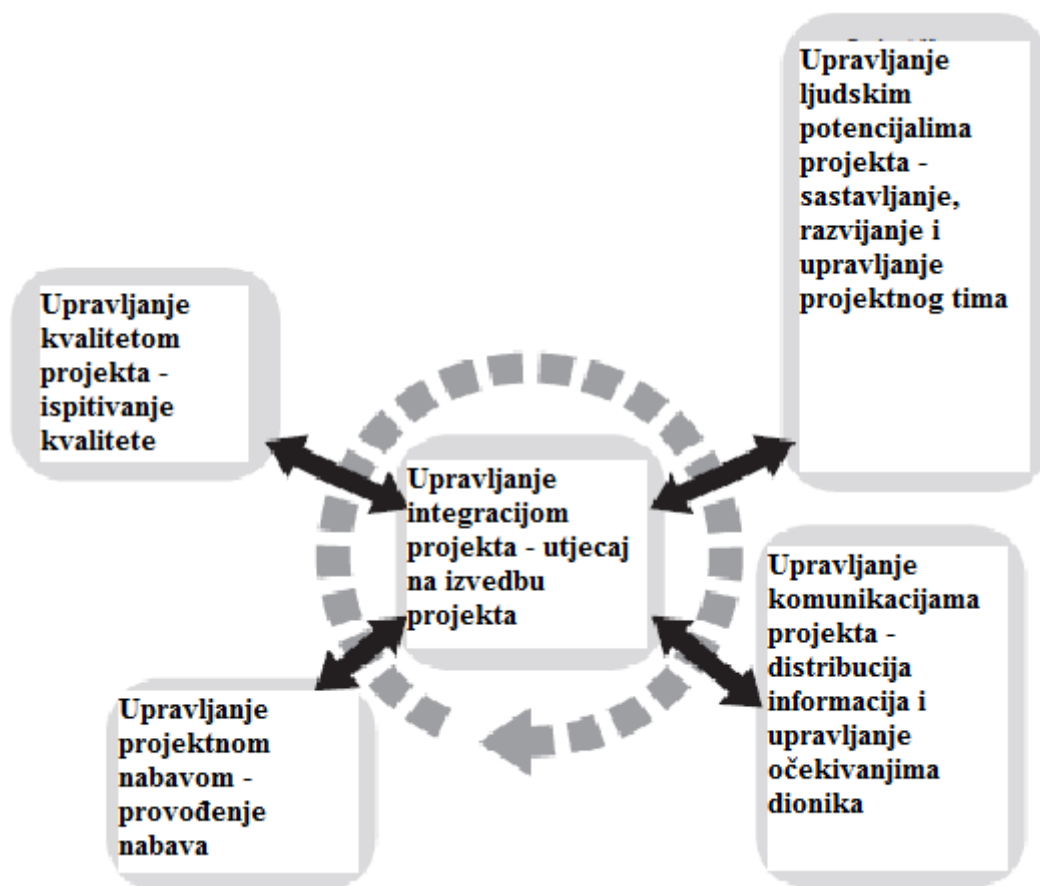 Upravljanje
ljudskim
potencijalima
projekta -
sastavljanje,
razvijanje i
upravljanje
projektnog tima
Upravljanje
kvalitetom
projekta -
ispitivanje
kvalitete
Upravljanje
integracijom
projekta - utjecaj
na izvedbu
projekta
Upravljanje
komunikacijama
projekta -
distribucija
informacija i
upravljanje
očekivanjima
dionika
Upravljanje
projektnom
nabavom -
provođenje
nabava